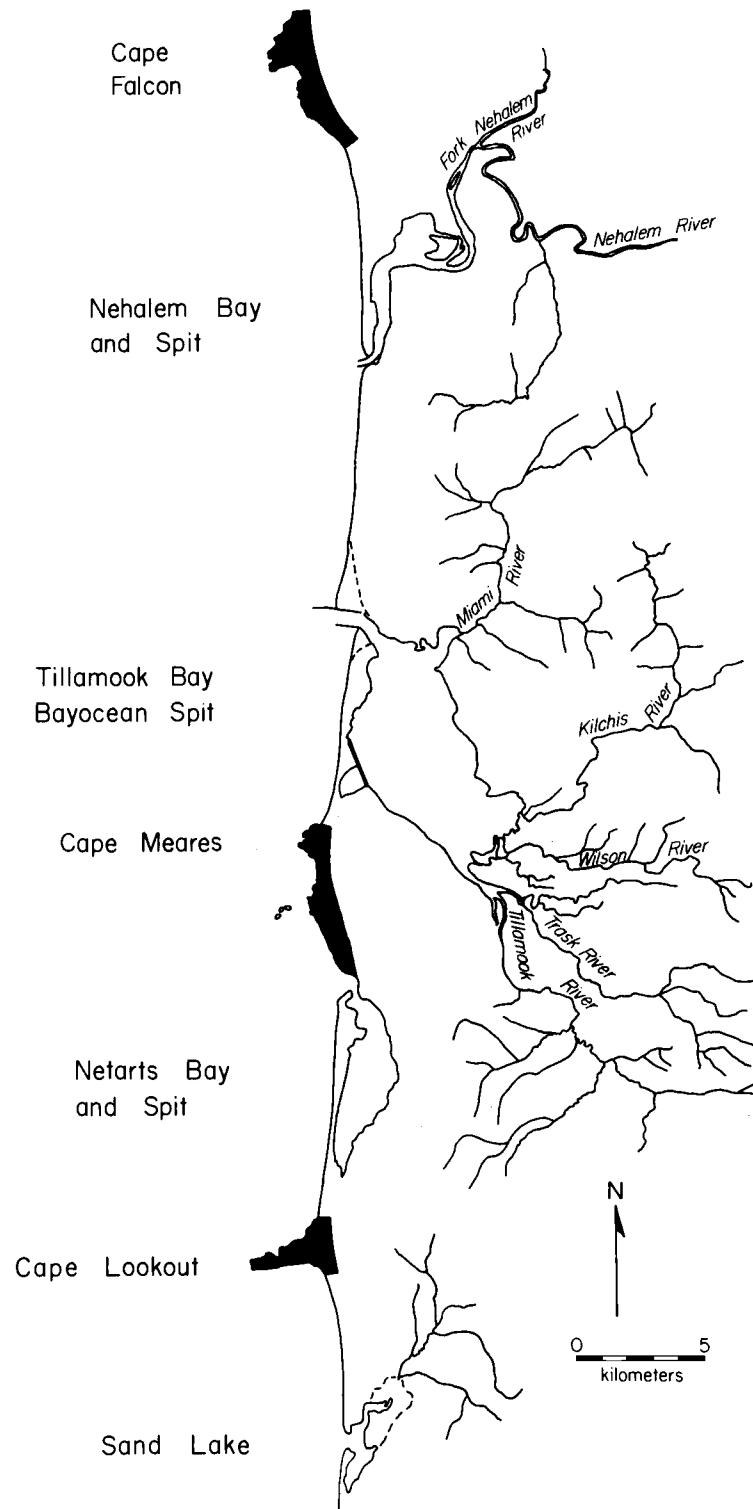 Cape
Falcon
Fork Nehalem
River
Nehalem River
Nehalem Bay
and Spit
Miami River
Tillamook Bay
Bayocean Spit
Kilchis River
Cape Meares
Wilson River
Trask River
Tillamook River
Netarts Bay
and Spit
N
Cape Lookout
0 5
kilometers
Sand Lake